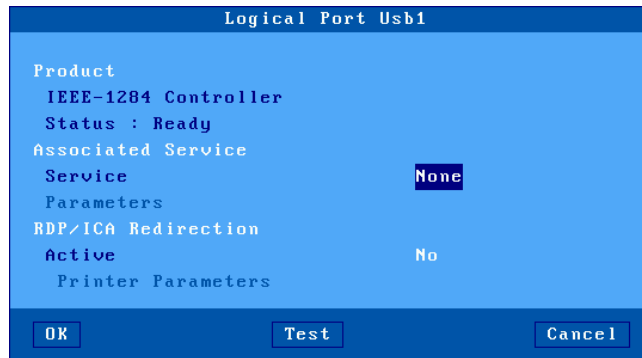 Logical Port Usb1
Product
IEEE-1284 Controller
Status : Ready
Associated Service
Service None
Parameters
RDP/ICA Redirection
Active No
Printer Parameters
OK Test Cancel